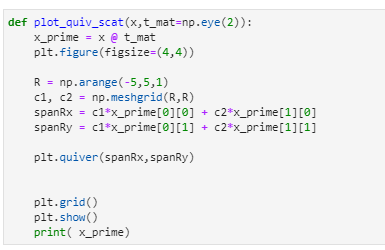 def plot_quiv_scat(x,t_mat=np.eye(2)):
    x_prime = x @ t_mat
    plt.figure(figsize=(4,4))
    R = np.arange(-5,5,1)
    c1, c2 = np.meshgrid(R,R)
    spanRx = c1*x_prime[0][0] + c2*x_prime[1][0]
    spanRy = c1*x_prime[0][1] + c2*x_prime[1][1]
    plt.quiver(spanRx,spanRy)
    plt.grid()
    plt.show()
    print( x_prime)